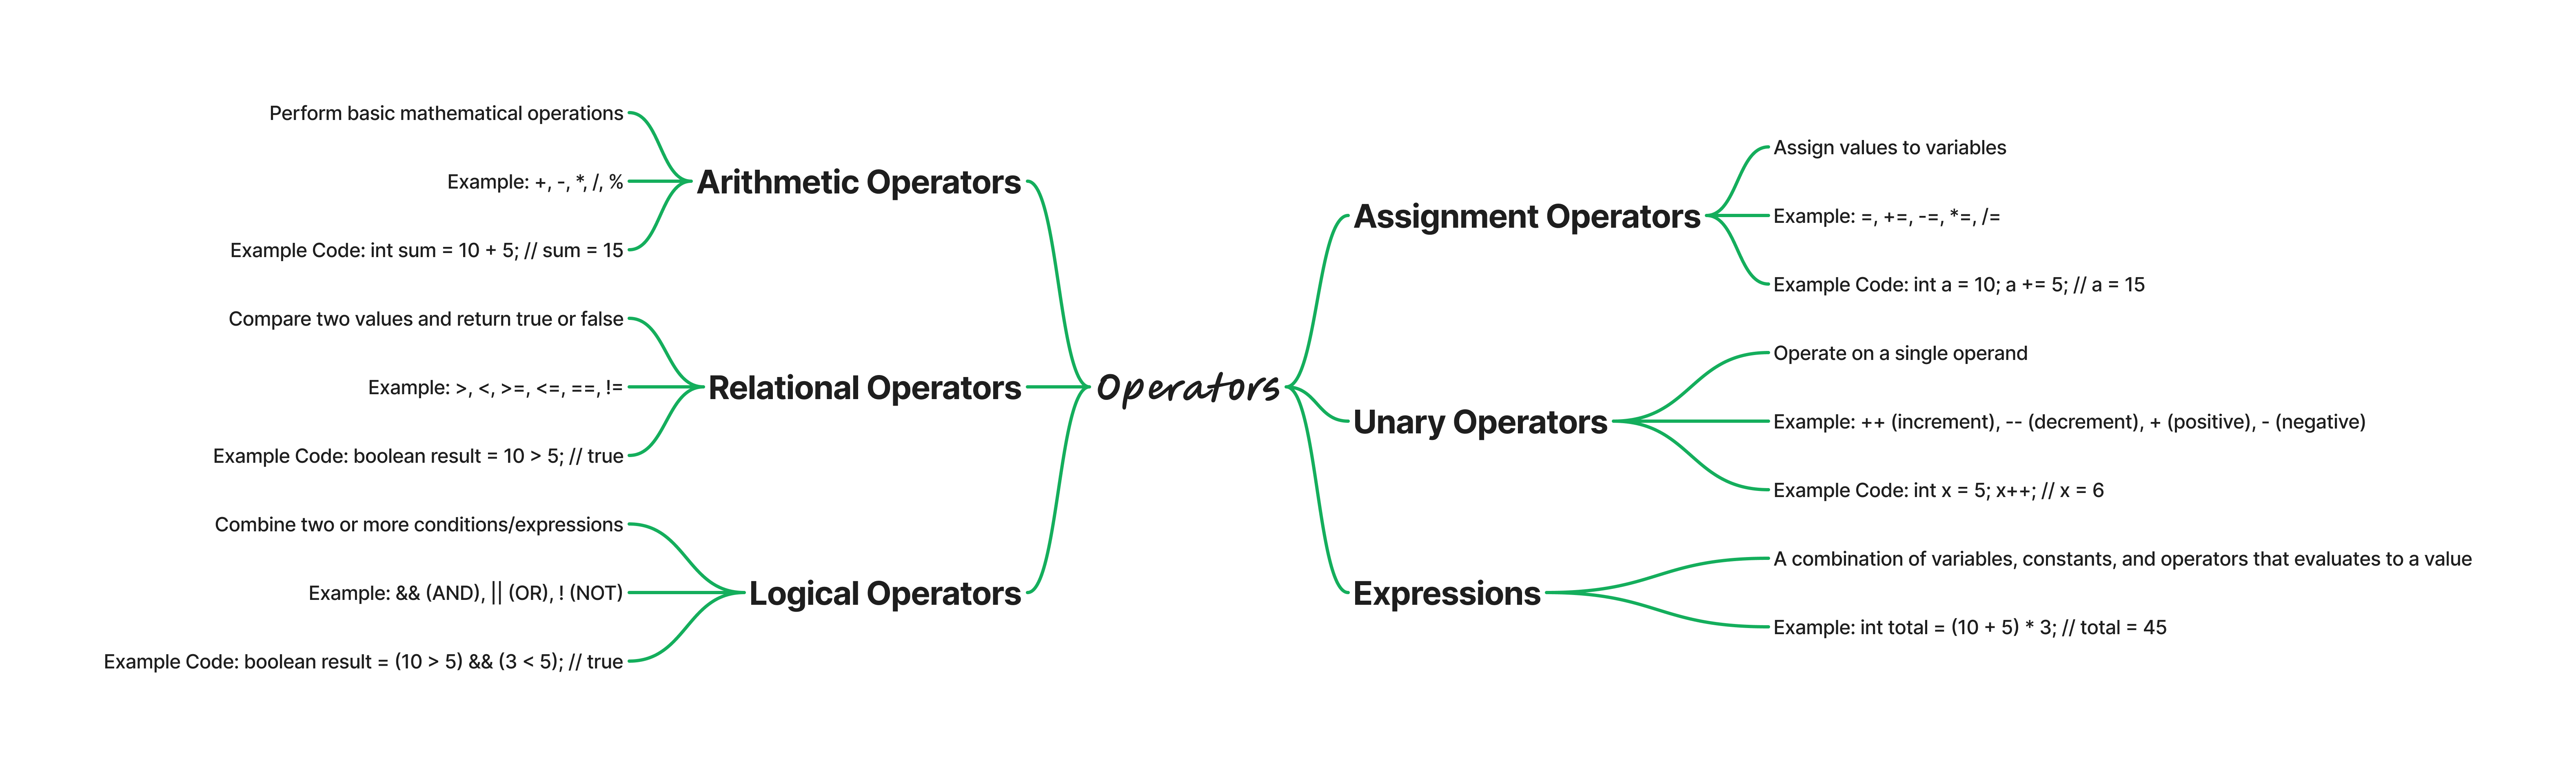 Operators
Arithmetic Operators
Perform basic mathematical operations
Example: +, -, *, /, %
Example Code: int sum = 10 + 5; // sum = 15
Relational Operators
Compare two values and return true or false
Example: >, <, >=, <=, ==, !=
Example Code: boolean result = 10 > 5; // true
Logical Operators
Combine two or more conditions/expressions
Example: && (AND), || (OR), ! (NOT)
Example Code: boolean result = (10 > 5) && (3 < 5); // true
Assignment Operators
Assign values to variables
Example: =, +=, -=, *=, /=
Example Code: int a = 10; a += 5; // a = 15
Unary Operators
Operate on a single operand
Example: ++ (increment), -- (decrement), + (positive), - (negative)
Example Code: int x = 5; x++; // x = 6
Expressions
A combination of variables, constants, and operators that evaluates to a value
Example: int total = (10 + 5) * 3; // total = 45